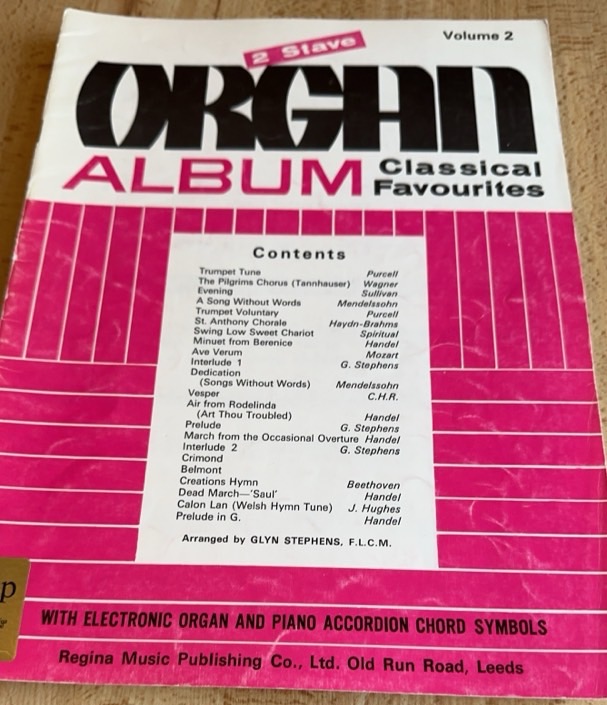 Volume 2
2 Stave
ORGAN
ALBUM Classical
Favourites
Contents
Trumpet Tune Purcell
The Pilgrims Chorus (Tannhauser) Wagner
Evening Sullivan
A Song Without Words Mendelssohn
Trumpet Voluntary Purcell
St. Anthony Chorale Haydn-Brahms
Swing Low Sweet Chariot Spiritual
Minuet from Berenice Handel
Ave Verum Mozart
Interlude 1 G. Stephens
Dedication
(Songs Without Words) Mendelssohn
Vesper C.H.R.
Air from Rodelinda
(Art Thou Troubled) Handel
Prelude G. Stephens
March from the Occasional Overture Handel
Interlude 2 G. Stephens
Crimond
Belmont
Creations Hymn Beethoven
Dead March—'Saul' Handel
Calon Lan (Welsh Hymn Tune) J. Hughes
Prelude in G. Handel
Arranged by GLYN STEPHENS, F.L.C.M.
p
WITH ELECTRONIC ORGAN AND PIANO ACCORDION CHORD SYMBOLS
Regina Music Publishing Co., Ltd. Old Run Road, Leeds